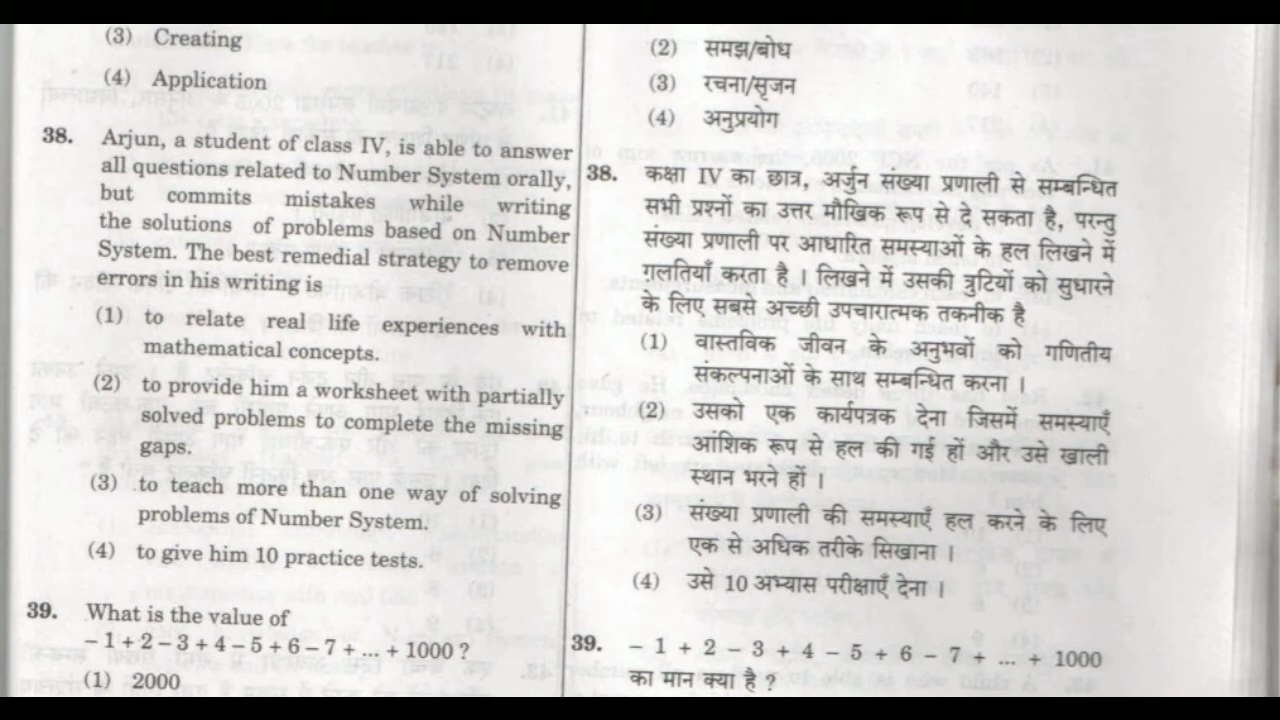 (3) Creating
(4) Application
38. Arjun, a student of class IV, is able to answer
all questions related to Number System orally,
but commits mistakes while writing
the solutions of problems based on Number
System. The best remedial strategy to remove
errors in his writing is
(1) to relate real life experiences with
mathematical concepts.
(2) to provide him a worksheet with partially
solved problems to complete the missing
gaps.
(3) to teach more than one way of solving
problems of Number System.
(4) to give him 10 practice tests.
39. What is the value of
– 1 + 2 – 3 + 4 – 5 + 6 – 7 + ... + 1000 ?
(1) 2000
(2) समझ/बोध
(3) रचना/सृजन
(4) अनुप्रयोग
38. कक्षा IV का छात्र, अर्जुन संख्या प्रणाली से सम्बन्धित
सभी प्रश्नों का उत्तर मौखिक रूप से दे सकता है, परन्तु
संख्या प्रणाली पर आधारित समस्याओं के हल लिखने में
ग़लतियाँ करता है । लिखने में उसकी त्रुटियों को सुधारने
के लिए सबसे अच्छी उपचारात्मक तकनीक है
(1) वास्तविक जीवन के अनुभवों को गणितीय
संकल्पनाओं के साथ सम्बन्धित करना ।
(2) उसको एक कार्यपत्रक देना जिसमें समस्याएँ
आंशिक रूप से हल की गई हों और उसे खाली
स्थान भरने हों ।
(3) संख्या प्रणाली की समस्याएँ हल करने के लिए
एक से अधिक तरीके सिखाना ।
(4) उसे 10 अभ्यास परीक्षाएँ देना ।
39. – 1 + 2 – 3 + 4 – 5 + 6 – 7 + ... + 1000
का मान क्या है ?